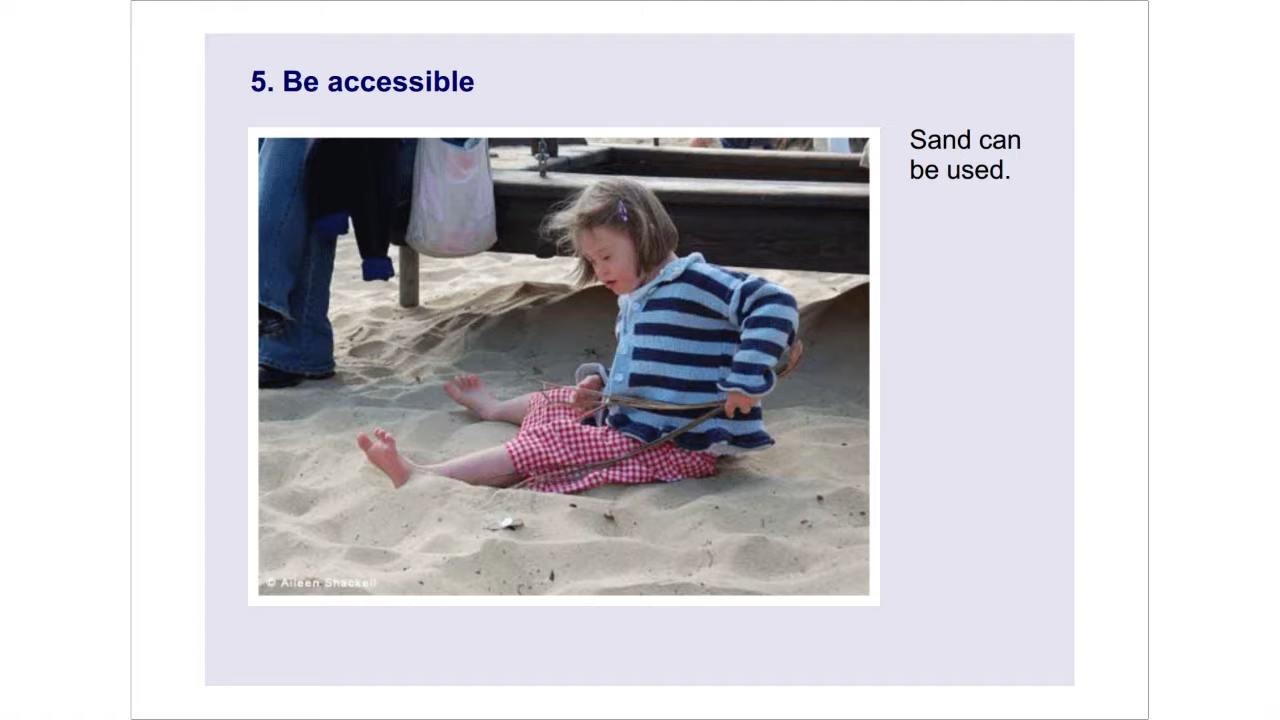 5. Be accessible
Sand can
be used.
© Aileen Shackell